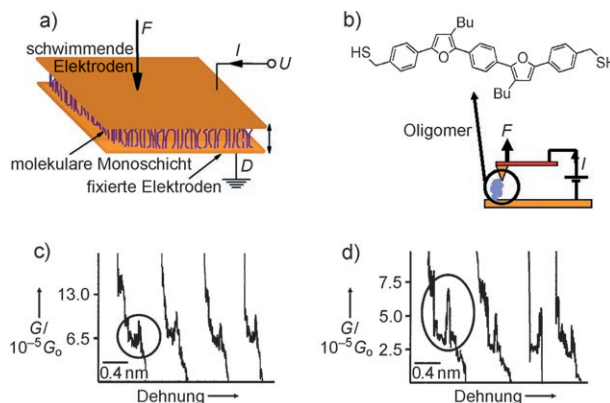 a)
F
schwimmende
Elektroden
I
U
molekulare Monoschicht
fixierte Elektroden
D
b)
Bu
HS
SH
Bu
Oligomer
F
I
c)
13.0
6.5
G/
10⁻⁵G₀
0.4 nm
Dehnung
d)
7.5
5.0
2.5
G/
10⁻⁵G₀
0.4 nm
Dehnung